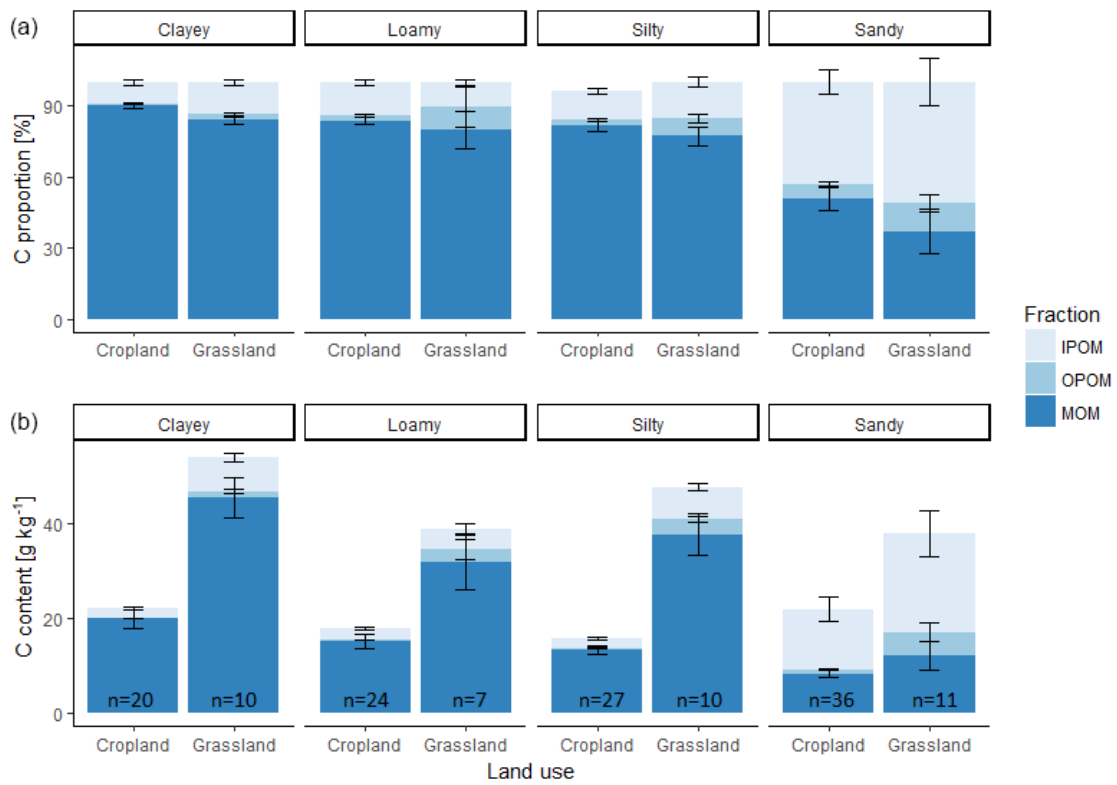 (a)
Clayey Loamy Silty Sandy
C proportion [%]
90
60
30
0
Cropland Grassland Cropland Grassland Cropland Grassland Cropland Grassland
Fraction
IPOM
OPOM
MOM
(b)
Clayey Loamy Silty Sandy
C content [g kg⁻¹]
40
20
0
n=20 n=10 n=24 n=7 n=27 n=10 n=36 n=11
Cropland Grassland Cropland Grassland Cropland Grassland Cropland Grassland
Land use